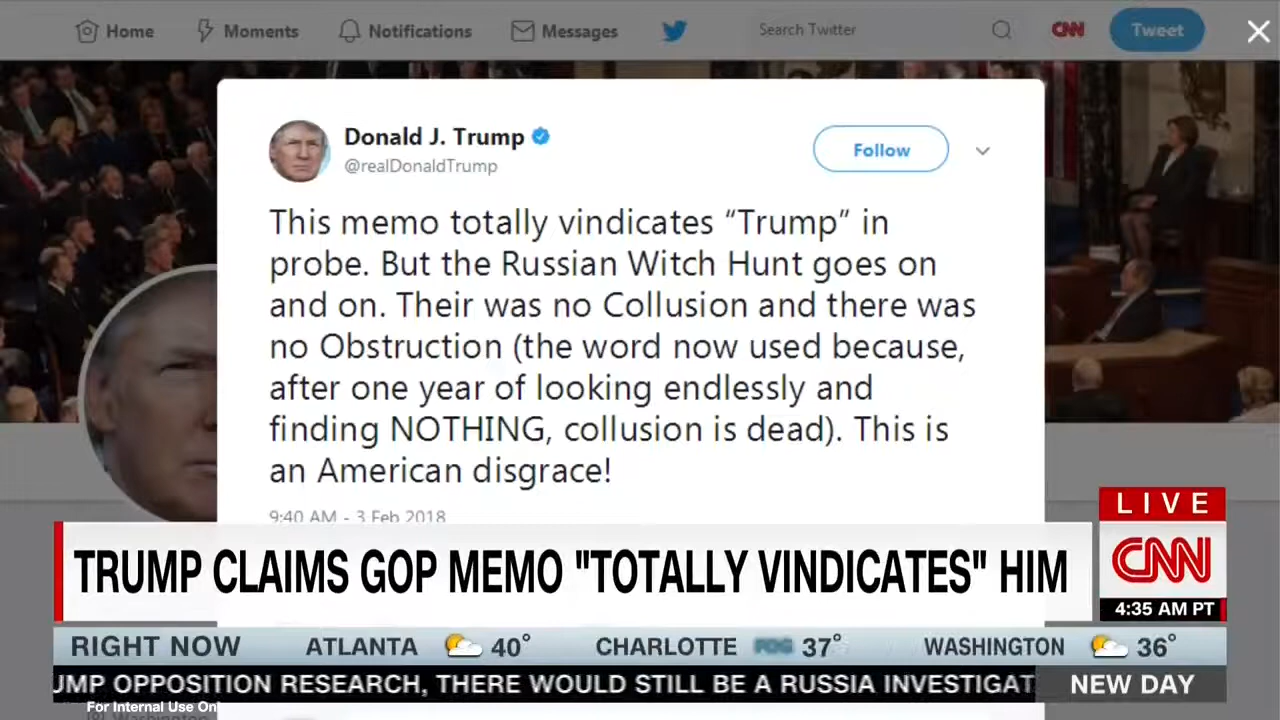 Home Moments Notifications Messages Search Twitter CNN Tweet
Donald J. Trump
@realDonaldTrump
Follow
This memo totally vindicates “Trump” in
probe. But the Russian Witch Hunt goes on
and on. Their was no Collusion and there was
no Obstruction (the word now used because,
after one year of looking endlessly and
finding NOTHING, collusion is dead). This is
an American disgrace!
9:40 AM - 3 Feb 2018
LIVE
CNN
4:35 AM PT
TRUMP CLAIMS GOP MEMO "TOTALLY VINDICATES" HIM
RIGHT NOW ATLANTA 40° CHARLOTTE FOG 37° WASHINGTON 36°
UMP OPPOSITION RESEARCH, THERE WOULD STILL BE A RUSSIA INVESTIGAT NEW DAY
For Internal Use Onl
Washington